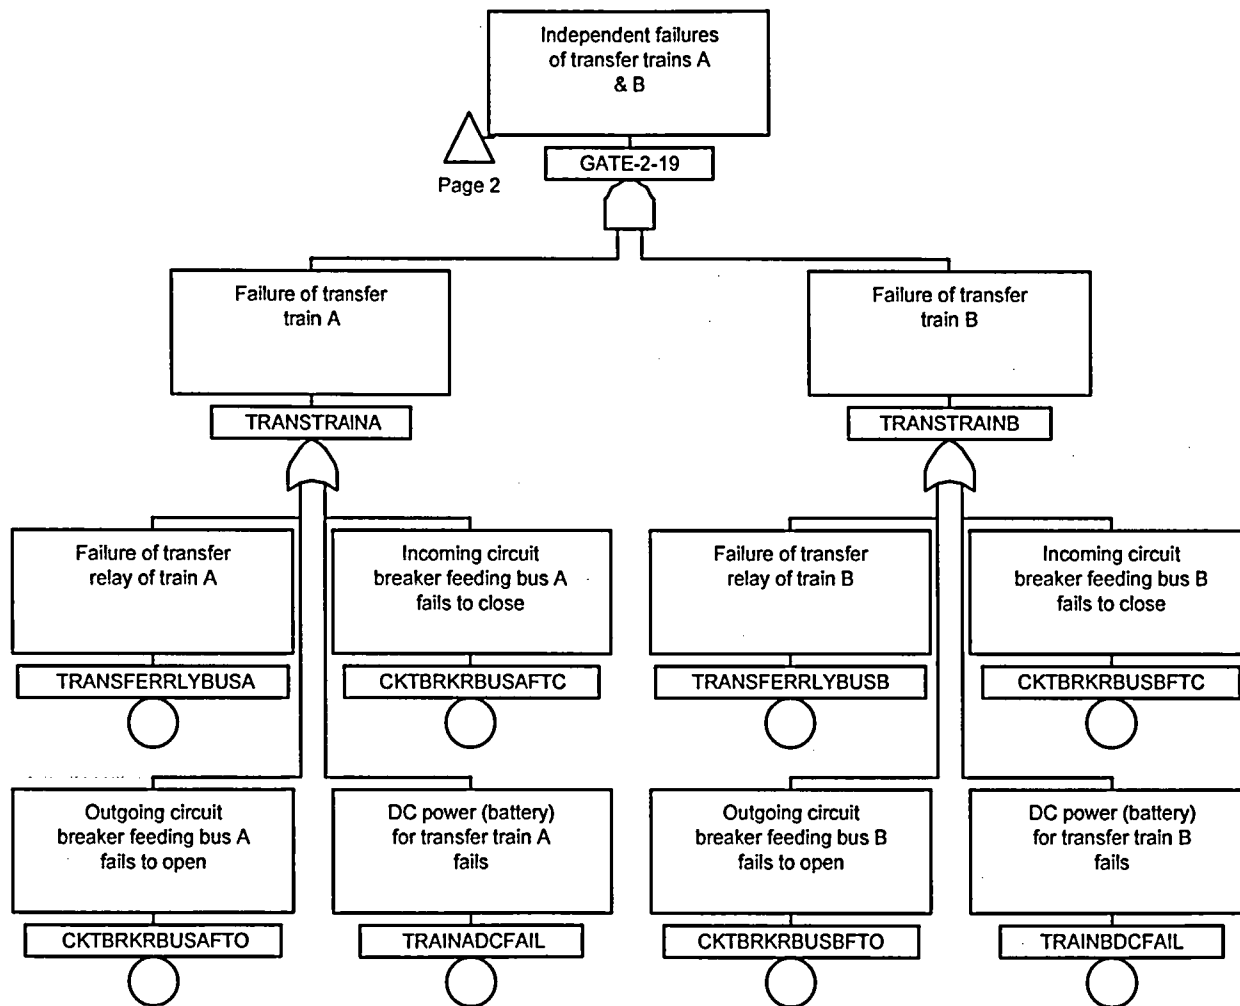 Independent failures
of transfer trains A
& B
Page 2
GATE-2-19
Failure of transfer
train A
TRANSTRAINA
Failure of transfer
train B
TRANSTRAINB
Failure of transfer
relay of train A
TRANSFERRLYBUSA
Incoming circuit
breaker feeding bus A
fails to close
CKTBRKRBUSAFTC
Failure of transfer
relay of train B
TRANSFERRLYBUSB
Incoming circuit
breaker feeding bus B
fails to close
CKTBRKRBUSBFTC
Outgoing circuit
breaker feeding bus A
fails to open
CKTBRKRBUSAFTO
DC power (battery)
for transfer train A
fails
TRAINADCFAIL
Outgoing circuit
breaker feeding bus B
fails to open
CKTBRKRBUSBFTO
DC power (battery)
for transfer train B
fails
TRAINBDCFAIL